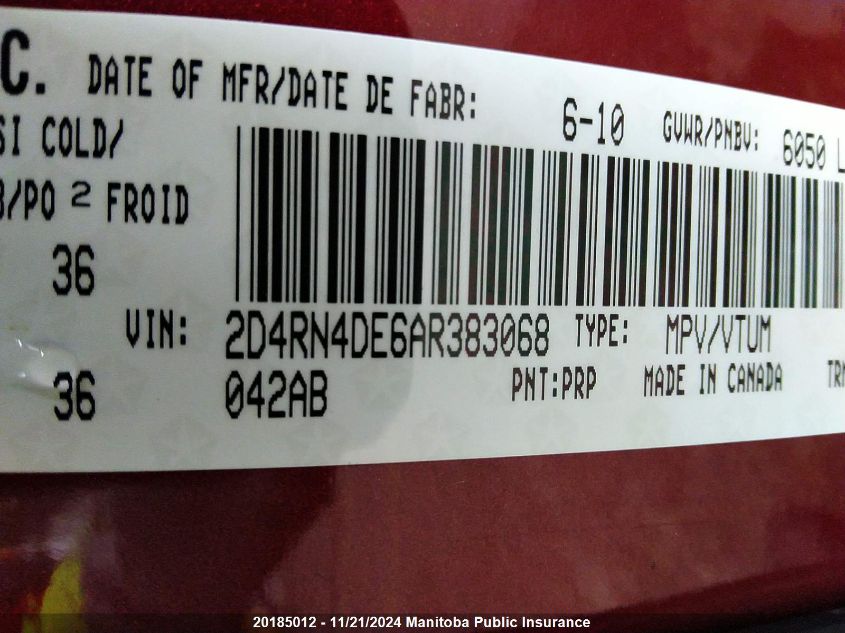 C. DATE OF MFR/DATE DE FABR: 6-10 GVWR/PNBV: 6050 L
SI COLD/
/PO 2 FROID
36
VIN: 2D4RN4DE6AR383068 TYPE: MPV/VTUM
36 042AB PNT:PRP MADE IN CANADA TR
20185012 - 11/21/2024 Manitoba Public Insurance